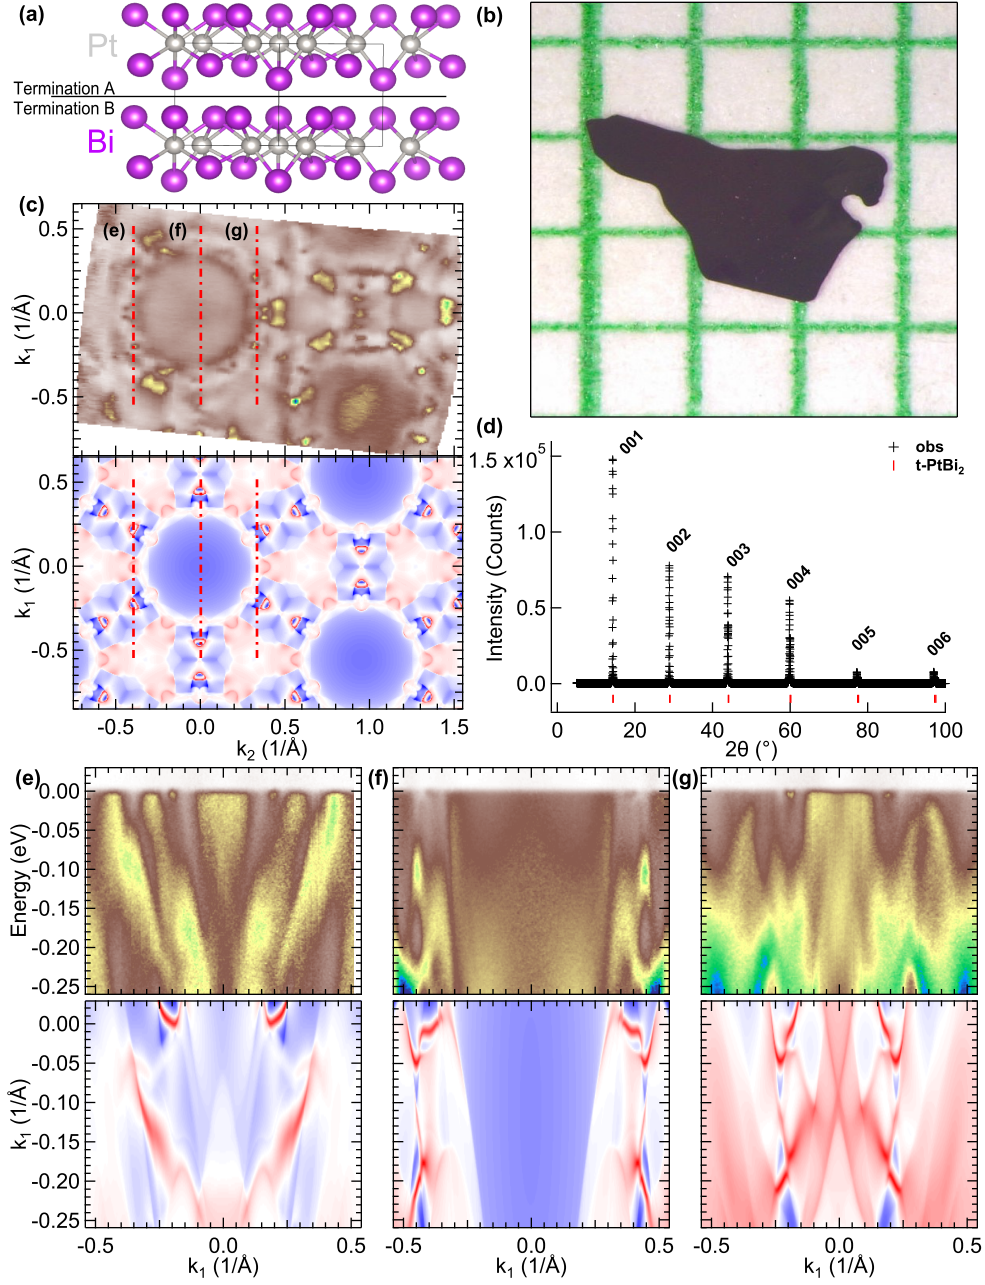 (a)
Pt
Termination A
Termination B
Bi
(b)
(c)
(e)
(f)
(g)
0.5
0.0
-0.5
k1 (1/Å)
0.5
0.0
-0.5
k1 (1/Å)
-0.5
0.0
0.5
1.0
1.5
k2 (1/Å)
(d)
1.5 x10^5
1.0
0.5
0.0
Intensity (Counts)
001
002
003
004
005
006
obs
t-PtBi2
0
20
40
60
80
100
2θ (°)
(e)
0.00
-0.05
-0.10
-0.15
-0.20
-0.25
Energy (eV)
(f)
(g)
0.00
-0.05
-0.10
-0.15
-0.20
-0.25
k1 (1/Å)
-0.5
0.0
0.5
k1 (1/Å)
-0.5
0.0
0.5
k1 (1/Å)
-0.5
0.0
0.5
k1 (1/Å)